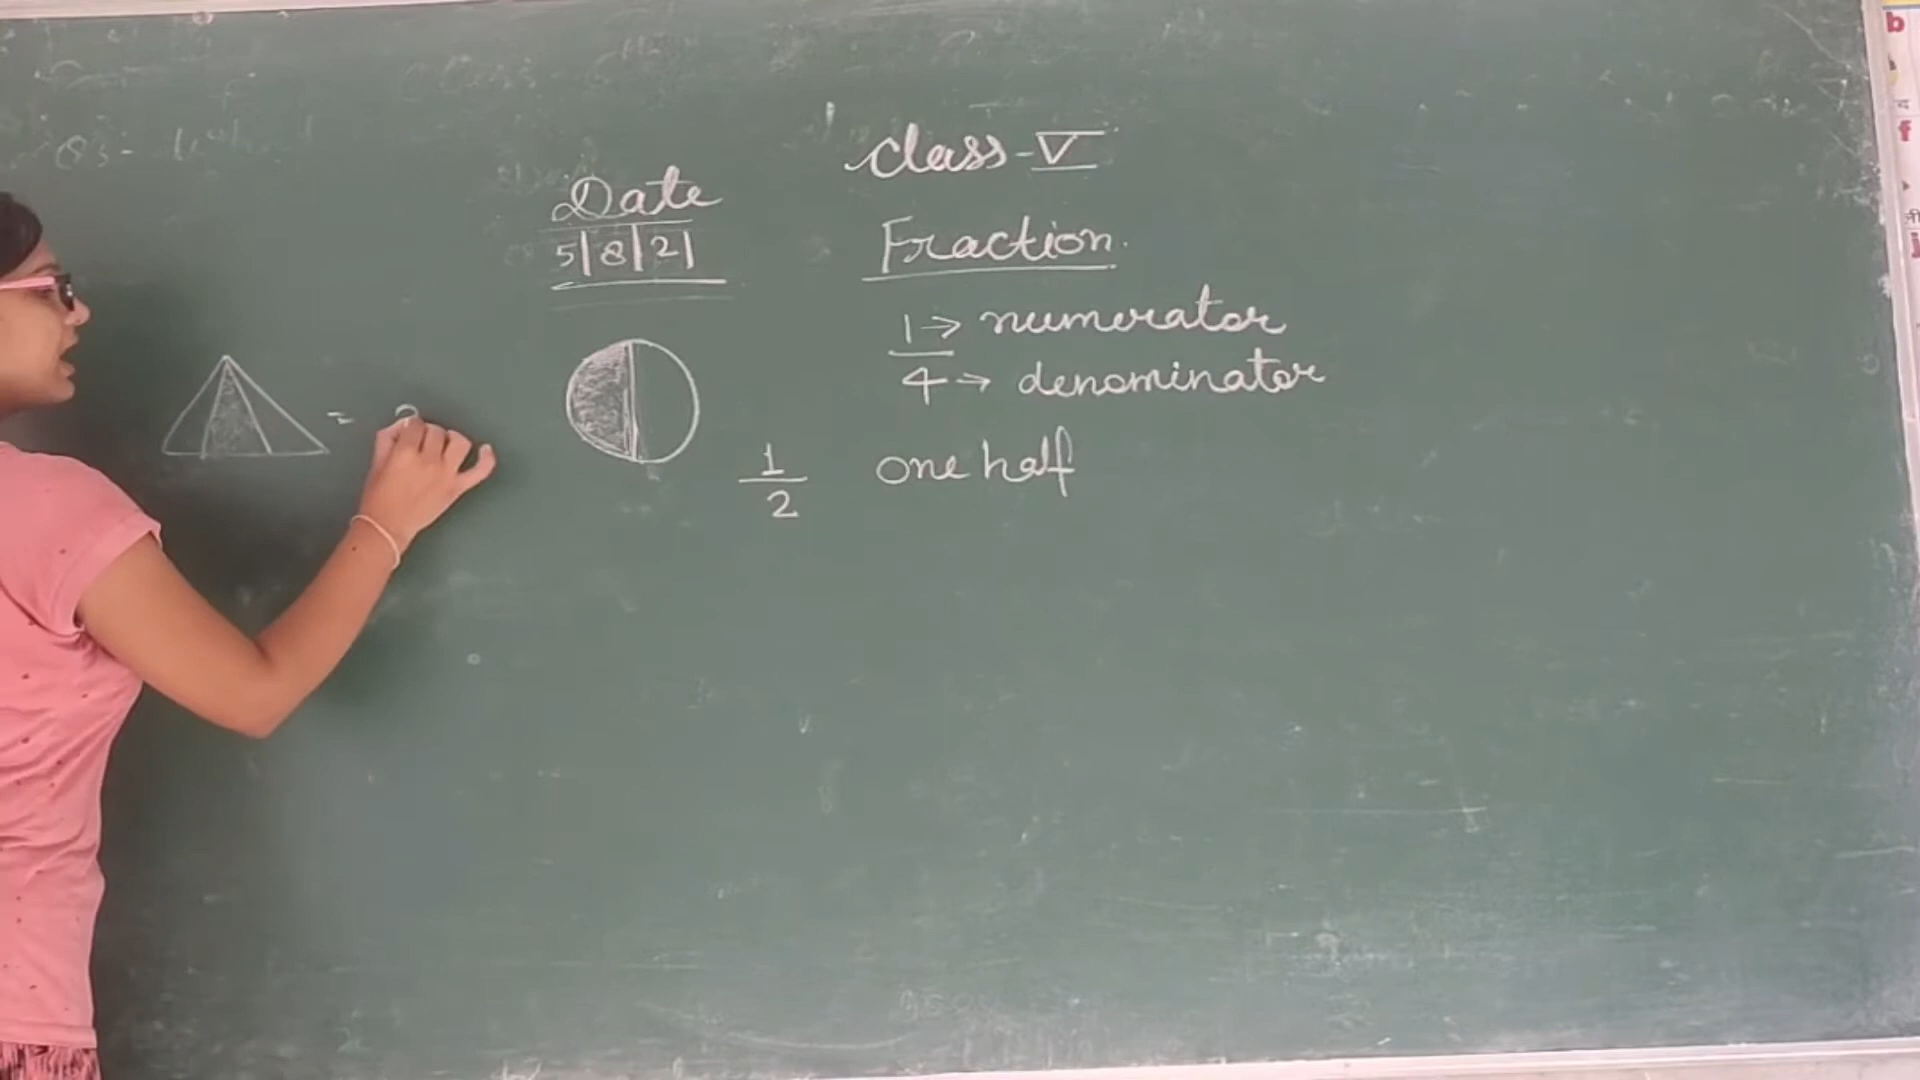 class-V
Date
5|8|21
Fraction.
1→ numerator
4→ denominator
=
1
2
one half
b
f
j